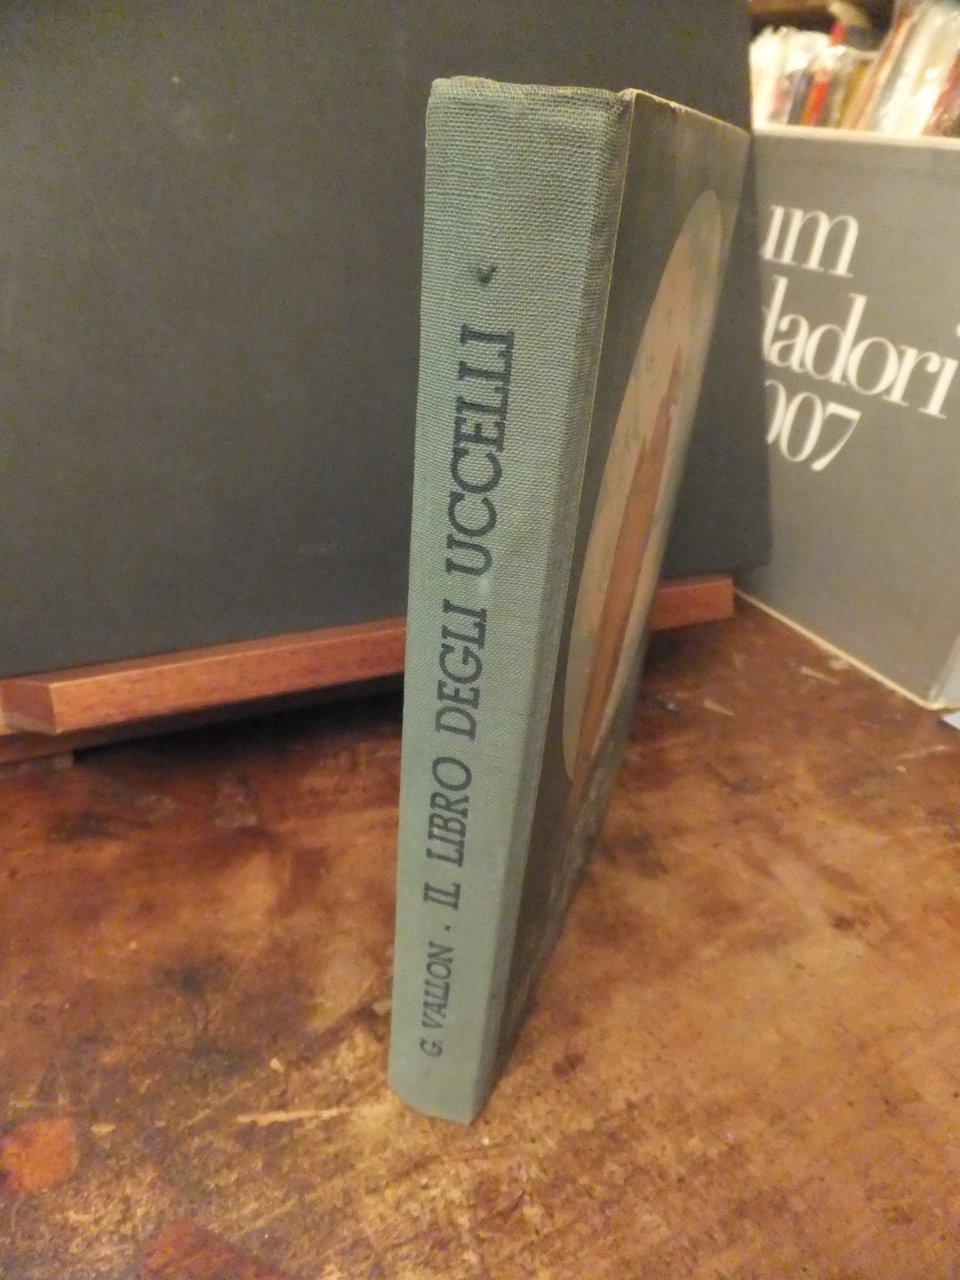 G. VALLON . IL LIBRO DEGLI UCCELLI
um
dadori
007